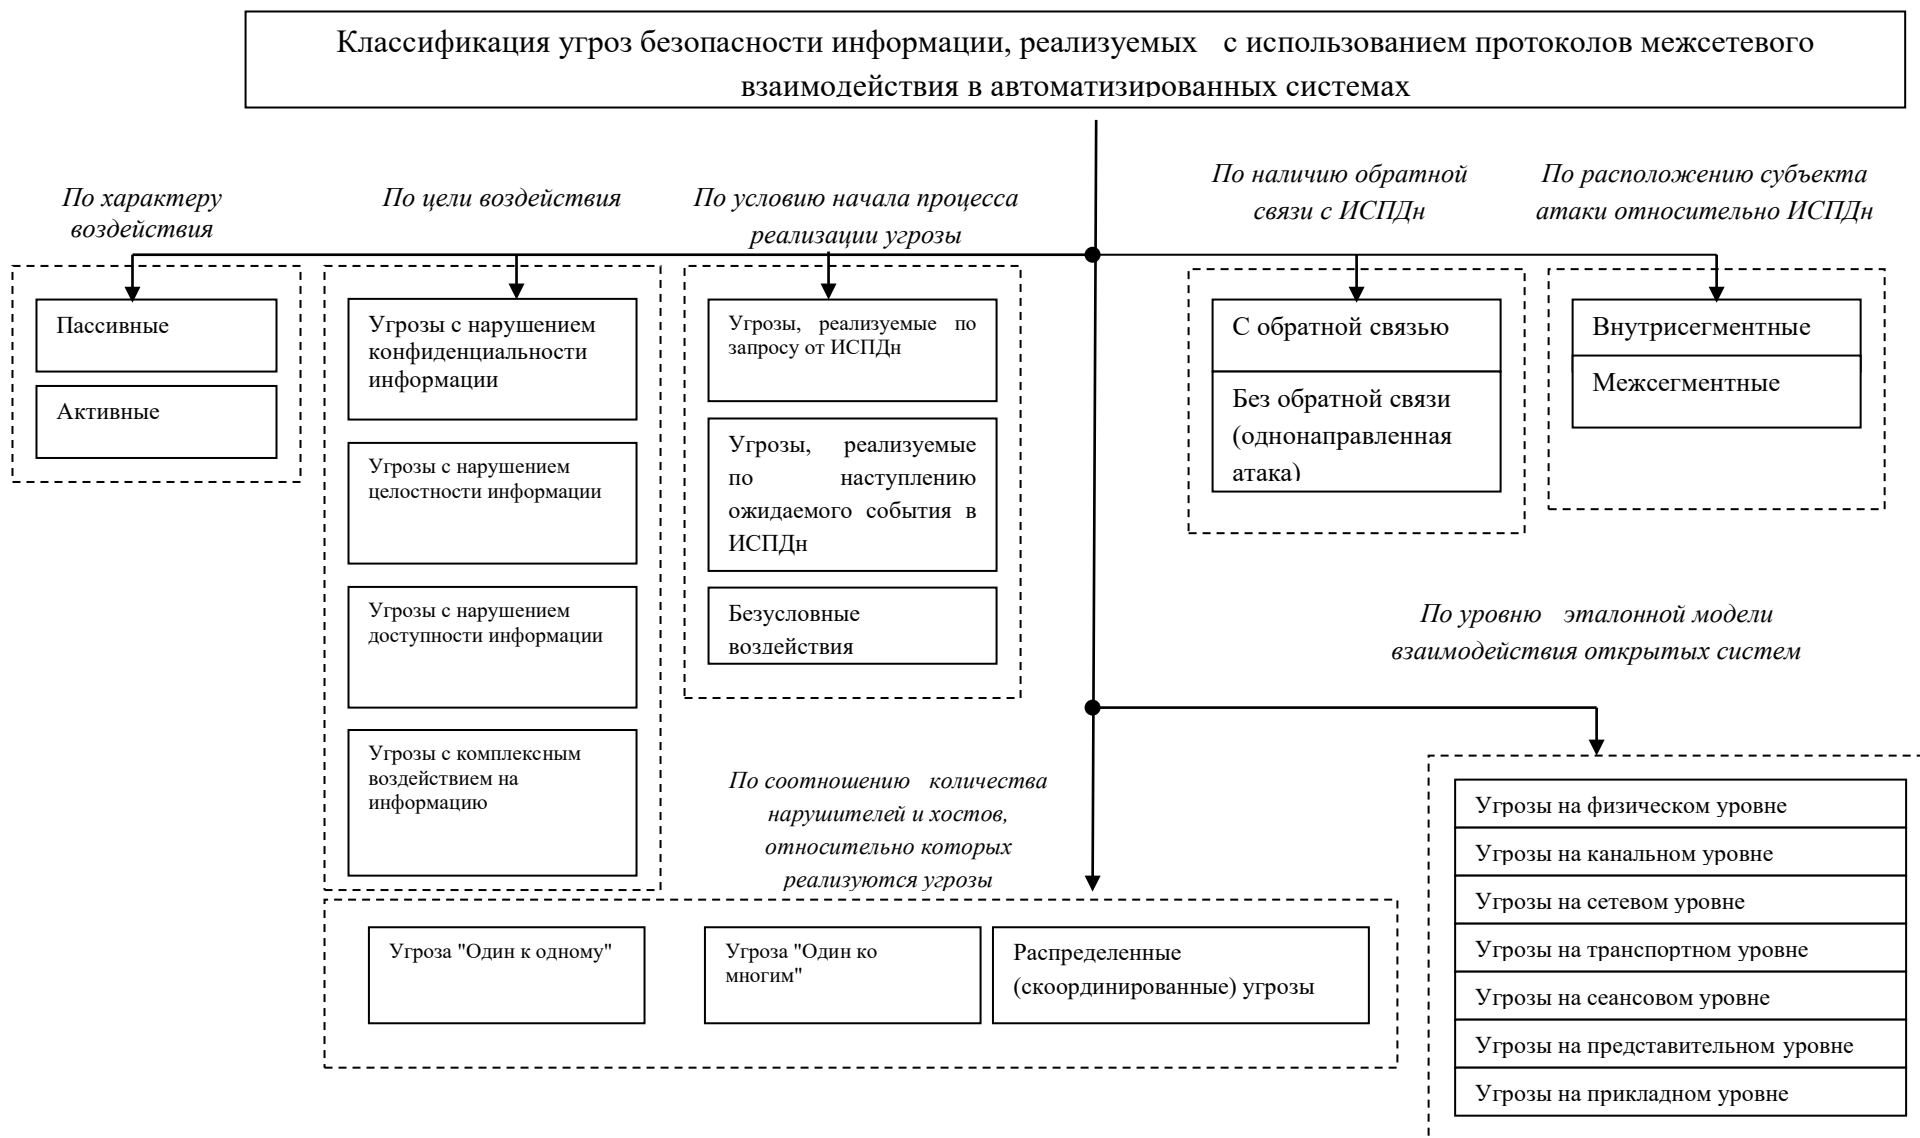 Классификация угроз безопасности информации, реализуемых с использованием протоколов межсетевого
взаимодействия в автоматизированных системах
По характеру
воздействия
По цели воздействия
По условию начала процесса
реализации угрозы
По наличию обратной
связи с ИСПДн
По расположению субъекта
атаки относительно ИСПДн
Пассивные
Активные
Угрозы с нарушением
конфиденциальности
информации
Угрозы с нарушением
целостности информации
Угрозы с нарушением
доступности информации
Угрозы с комплексным
воздействием на
информацию
Угрозы, реализуемые по
запросу от ИСПДн
Угрозы, реализуемые
по наступлению
ожидаемого события в
ИСПДн
Безусловные
воздействия
С обратной связью
Без обратной связи
(однонаправленная
атака)
Внутрисегментные
Межсегментные
По уровню эталонной модели
взаимодействия открытых систем
По соотношению количества
нарушителей и хостов,
относительно которых
реализуются угрозы
Угроза "Один к одному"
Угроза "Один ко
многим"
Распределенные
(скоординированные) угрозы
Угрозы на физическом уровне
Угрозы на канальном уровне
Угрозы на сетевом уровне
Угрозы на транспортном уровне
Угрозы на сеансовом уровне
Угрозы на представительном уровне
Угрозы на прикладном уровне